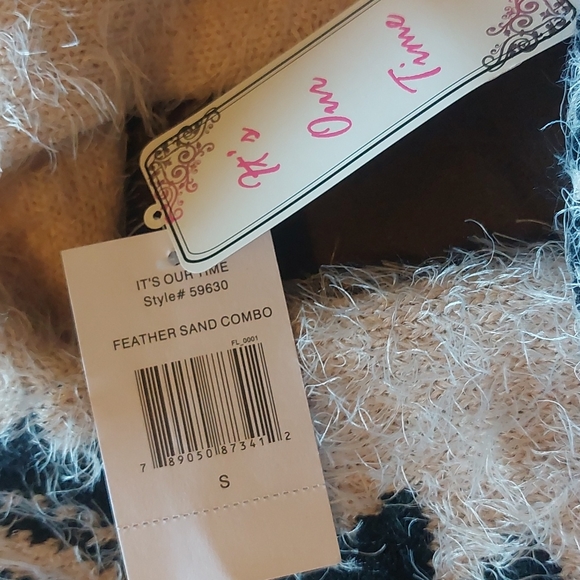 It's
Our
Time
IT'S OUR TIME
Style# 59630
FEATHER SAND COMBO
FL_0001
7 89050 87341 2
S